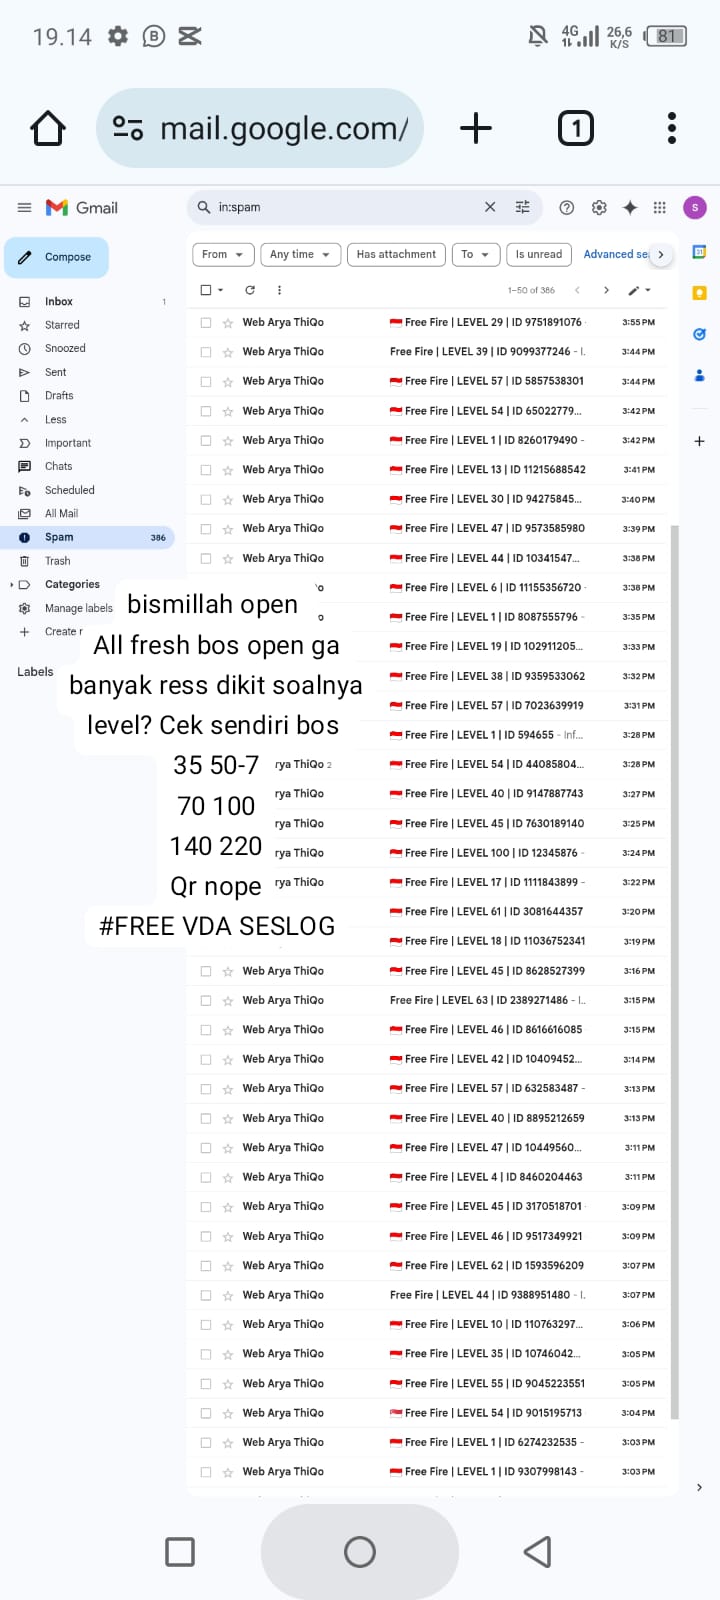 19.14
4G
26,6
K/S
81
mail.google.com/
1
Gmail
in:spam
S
Compose
From
Any time
Has attachment
To
Is unread
Advanced se
1–50 of 386
Inbox 1
Starred
Snoozed
Sent
Drafts
Less
Important
Chats
Scheduled
All Mail
Spam 386
Trash
Categories
Manage labels
Create
Labels
Web Arya ThiQo Free Fire | LEVEL 29 | ID 9751891076 3:55 PM
Web Arya ThiQo Free Fire | LEVEL 39 | ID 9099377246 - I. 3:44 PM
Web Arya ThiQo Free Fire | LEVEL 57 | ID 5857538301 3:44 PM
Web Arya ThiQo Free Fire | LEVEL 54 | ID 65022779... 3:42 PM
Web Arya ThiQo Free Fire | LEVEL 1 | ID 8260179490 - 3:42 PM
Web Arya ThiQo Free Fire | LEVEL 13 | ID 11215688542 3:41 PM
Web Arya ThiQo Free Fire | LEVEL 30 | ID 94275845... 3:40 PM
Web Arya ThiQo Free Fire | LEVEL 47 | ID 9573585980 3:39 PM
Web Arya ThiQo Free Fire | LEVEL 44 | ID 10341547... 3:38 PM
o Free Fire | LEVEL 6 | ID 11155356720 3:38 PM
o Free Fire | LEVEL 1 | ID 8087555796 - 3:35 PM
Free Fire | LEVEL 19 | ID 102911205... 3:33 PM
Free Fire | LEVEL 38 | ID 9359533062 3:32 PM
Free Fire | LEVEL 57 | ID 7023639919 3:31 PM
Free Fire | LEVEL 1 | ID 594655 - Inf... 3:28 PM
rya ThiQo 2 Free Fire | LEVEL 54 | ID 44085804... 3:28 PM
rya ThiQo Free Fire | LEVEL 40 | ID 9147887743 3:27 PM
rya ThiQo Free Fire | LEVEL 45 | ID 7630189140 3:25 PM
rya ThiQo Free Fire | LEVEL 100 | ID 12345876 - 3:24 PM
rya ThiQo Free Fire | LEVEL 17 | ID 1111843899 - 3:22 PM
Free Fire | LEVEL 61 | ID 3081644357 3:20 PM
Free Fire | LEVEL 18 | ID 11036752341 3:19 PM
Web Arya ThiQo Free Fire | LEVEL 45 | ID 8628527399 3:16 PM
Web Arya ThiQo Free Fire | LEVEL 63 | ID 2389271486 - I.. 3:15 PM
Web Arya ThiQo Free Fire | LEVEL 46 | ID 8616616085 3:15 PM
Web Arya ThiQo Free Fire | LEVEL 42 | ID 10409452... 3:14 PM
Web Arya ThiQo Free Fire | LEVEL 57 | ID 632583487 - 3:13 PM
Web Arya ThiQo Free Fire | LEVEL 40 | ID 8895212659 3:13 PM
Web Arya ThiQo Free Fire | LEVEL 47 | ID 10449560... 3:11 PM
Web Arya ThiQo Free Fire | LEVEL 4 | ID 8460204463 3:11 PM
Web Arya ThiQo Free Fire | LEVEL 45 | ID 3170518701 3:09 PM
Web Arya ThiQo Free Fire | LEVEL 46 | ID 9517349921 3:09 PM
Web Arya ThiQo Free Fire | LEVEL 62 | ID 1593596209 3:07 PM
Web Arya ThiQo Free Fire | LEVEL 44 | ID 9388951480 - I. 3:07 PM
Web Arya ThiQo Free Fire | LEVEL 10 | ID 110763297... 3:06 PM
Web Arya ThiQo Free Fire | LEVEL 35 | ID 10746042... 3:05 PM
Web Arya ThiQo Free Fire | LEVEL 55 | ID 9045223551 3:05 PM
Web Arya ThiQo Free Fire | LEVEL 54 | ID 9015195713 3:04 PM
Web Arya ThiQo Free Fire | LEVEL 1 | ID 6274232535 - 3:03 PM
Web Arya ThiQo Free Fire | LEVEL 1 | ID 9307998143 - 3:03 PM
bismillah open
All fresh bos open ga
banyak ress dikit soalnya
level? Cek sendiri bos
35 50-7
70 100
140 220
Qr nope
#FREE VDA SESLOG